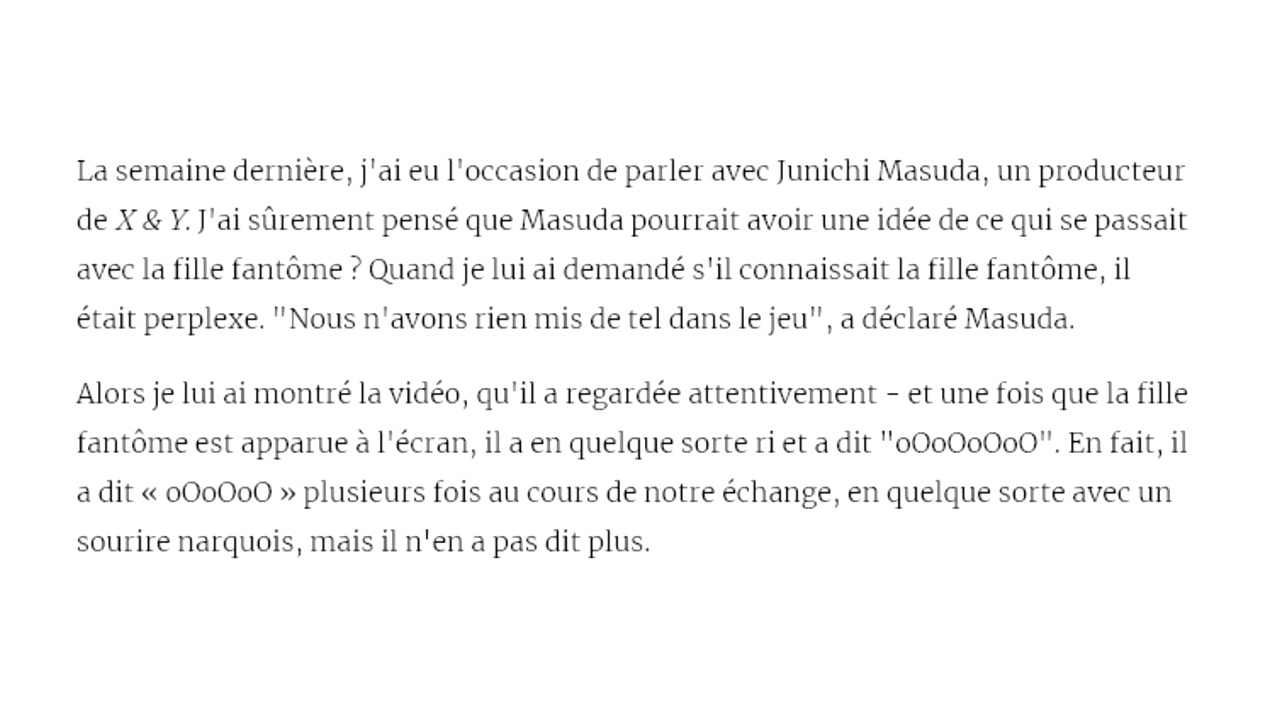 La semaine dernière, j'ai eu l'occasion de parler avec Junichi Masuda, un producteur
de X & Y. J'ai sûrement pensé que Masuda pourrait avoir une idée de ce qui se passait
avec la fille fantôme ? Quand je lui ai demandé s'il connaissait la fille fantôme, il
était perplexe. "Nous n'avons rien mis de tel dans le jeu", a déclaré Masuda.
Alors je lui ai montré la vidéo, qu'il a regardée attentivement - et une fois que la fille
fantôme est apparue à l'écran, il a en quelque sorte ri et a dit "oOoOoOoO". En fait, il
a dit « oOoOoO » plusieurs fois au cours de notre échange, en quelque sorte avec un
sourire narquois, mais il n'en a pas dit plus.